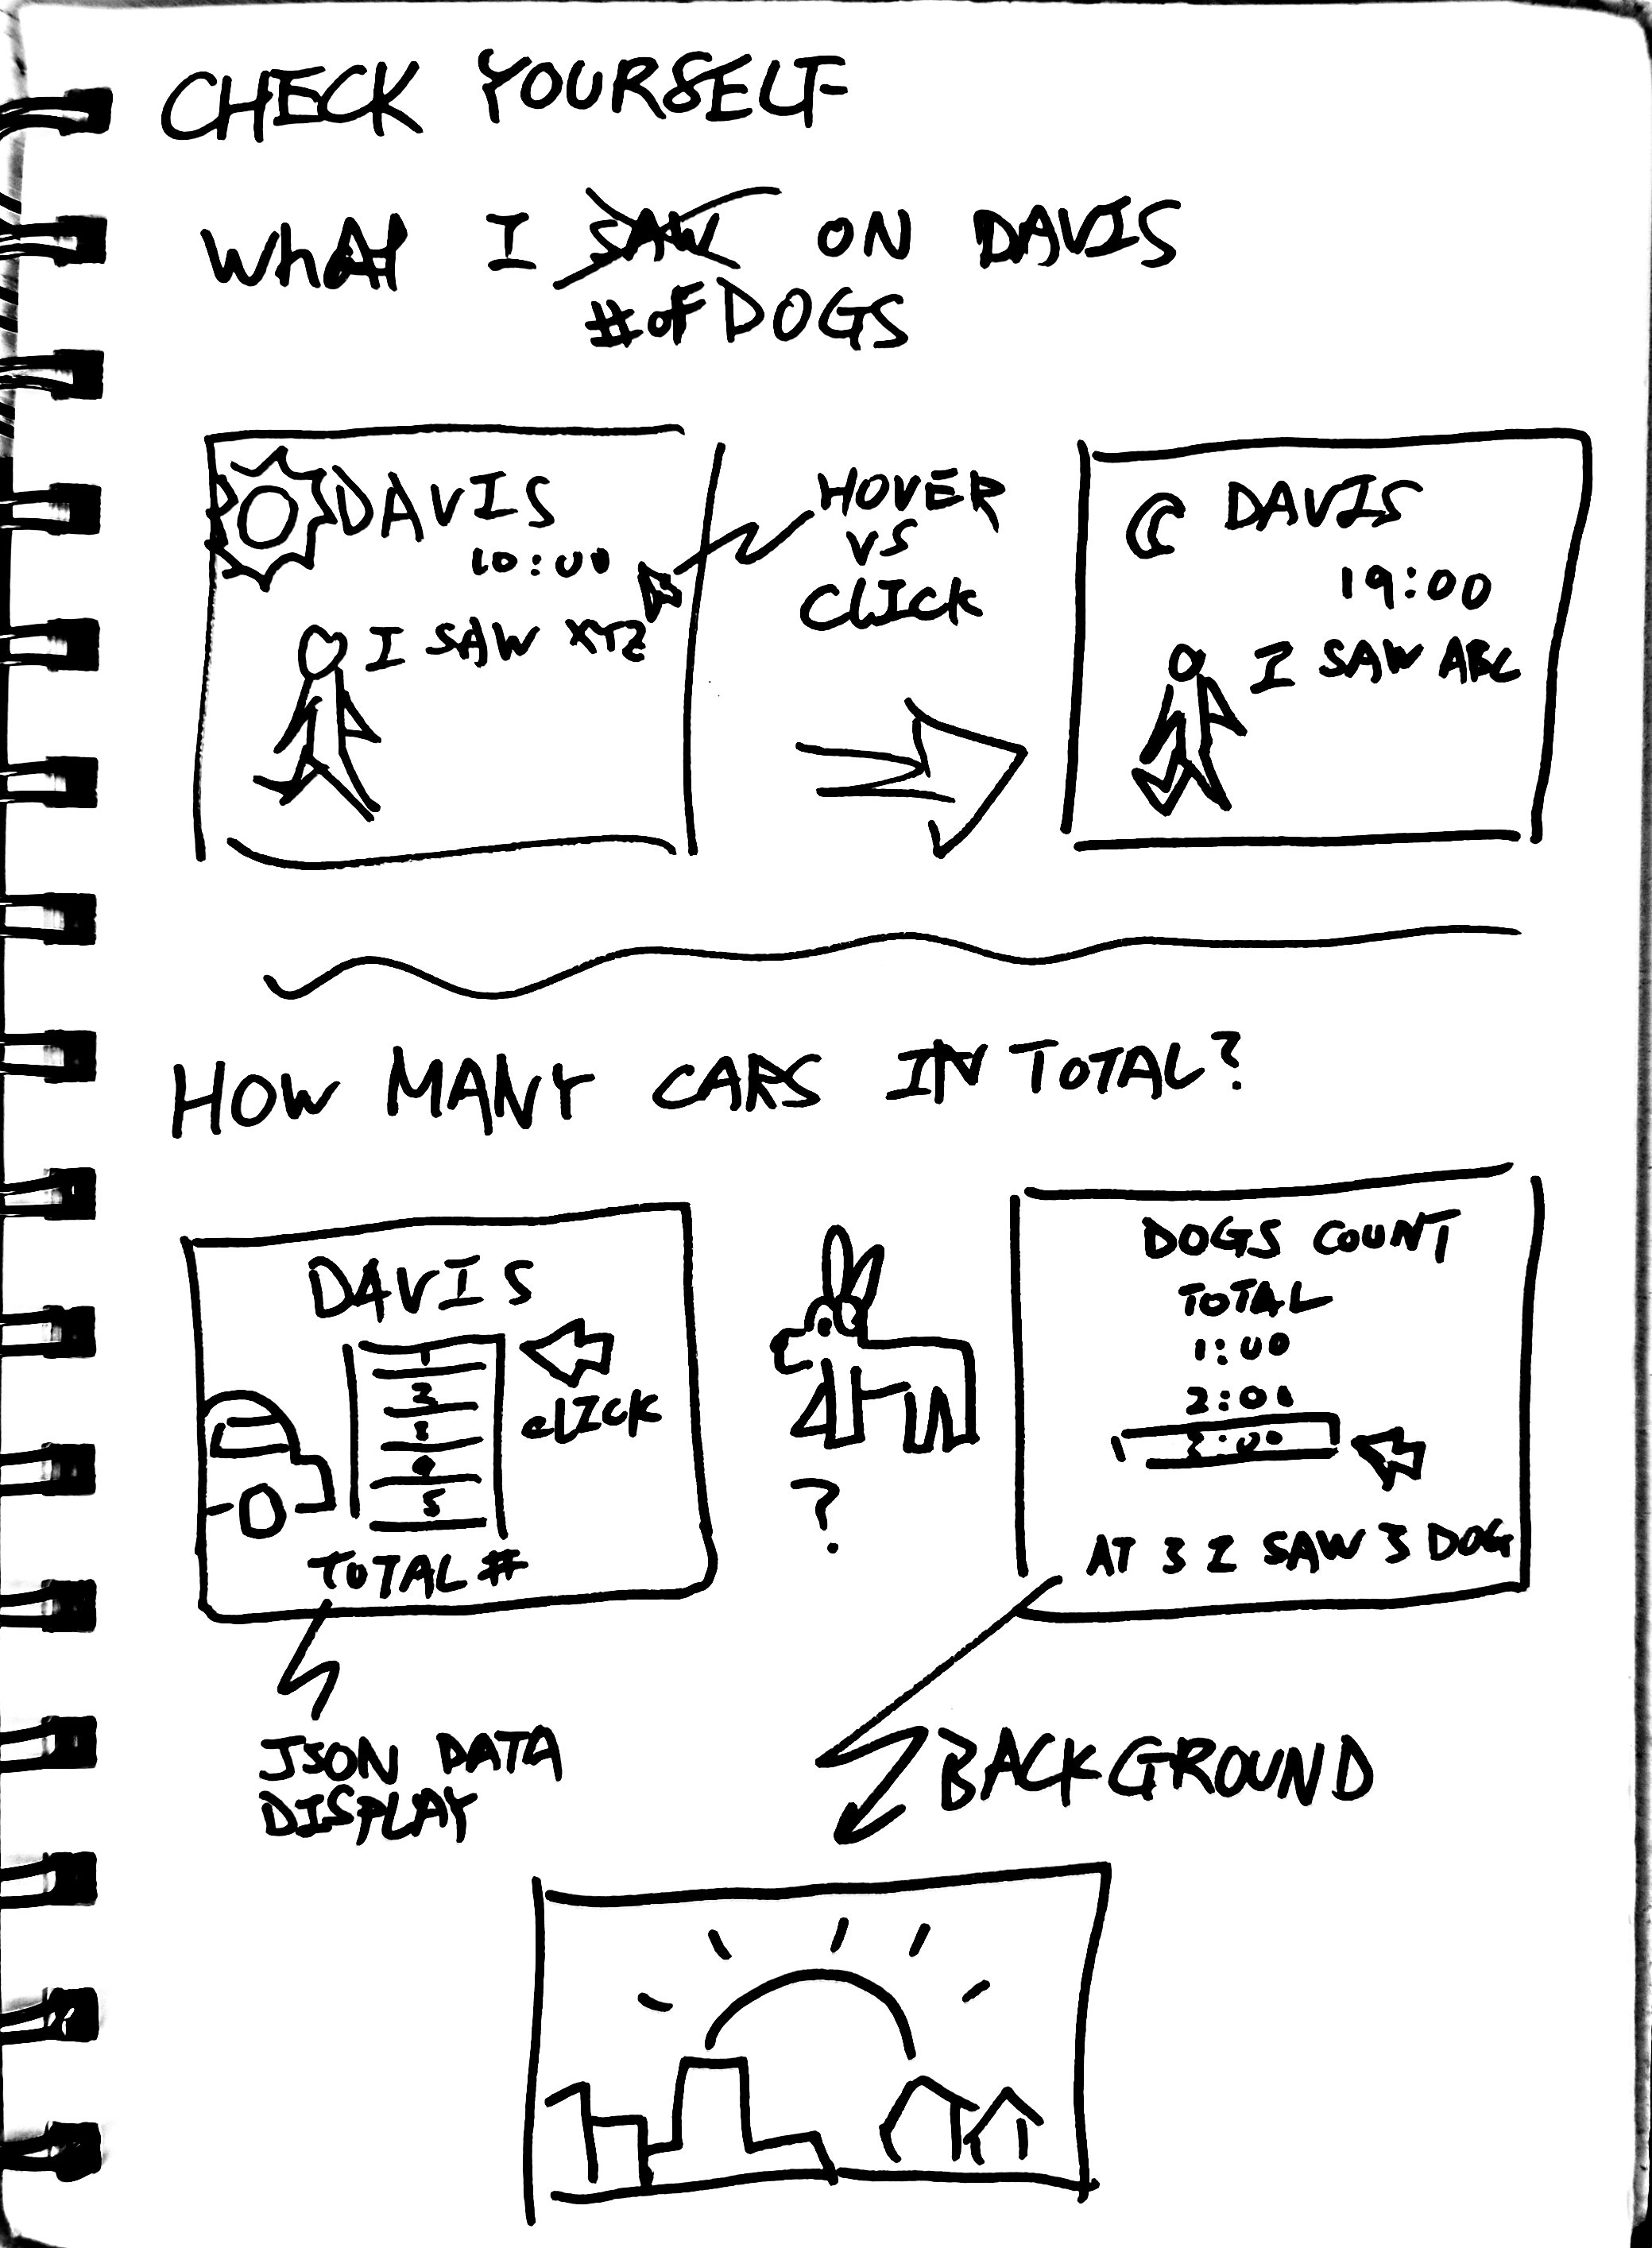 CHECK YOURSELF
WHAT I SAW ON DAVIS
# OF DOGS
DAVIS
10:00
I SAW XYZ
HOVER
VS
CLICK
DAVIS
19:00
I SAW ABC
HOW MANY CARS IN TOTAL?
DAVIS
1
2
3
4
5
CLICK
TOTAL #
?
DOGS COUNT
TOTAL
1:00
2:00
3:00
AT 3 I SAW 3 DOG
JSON DATA
DISPLAY
BACKGROUND